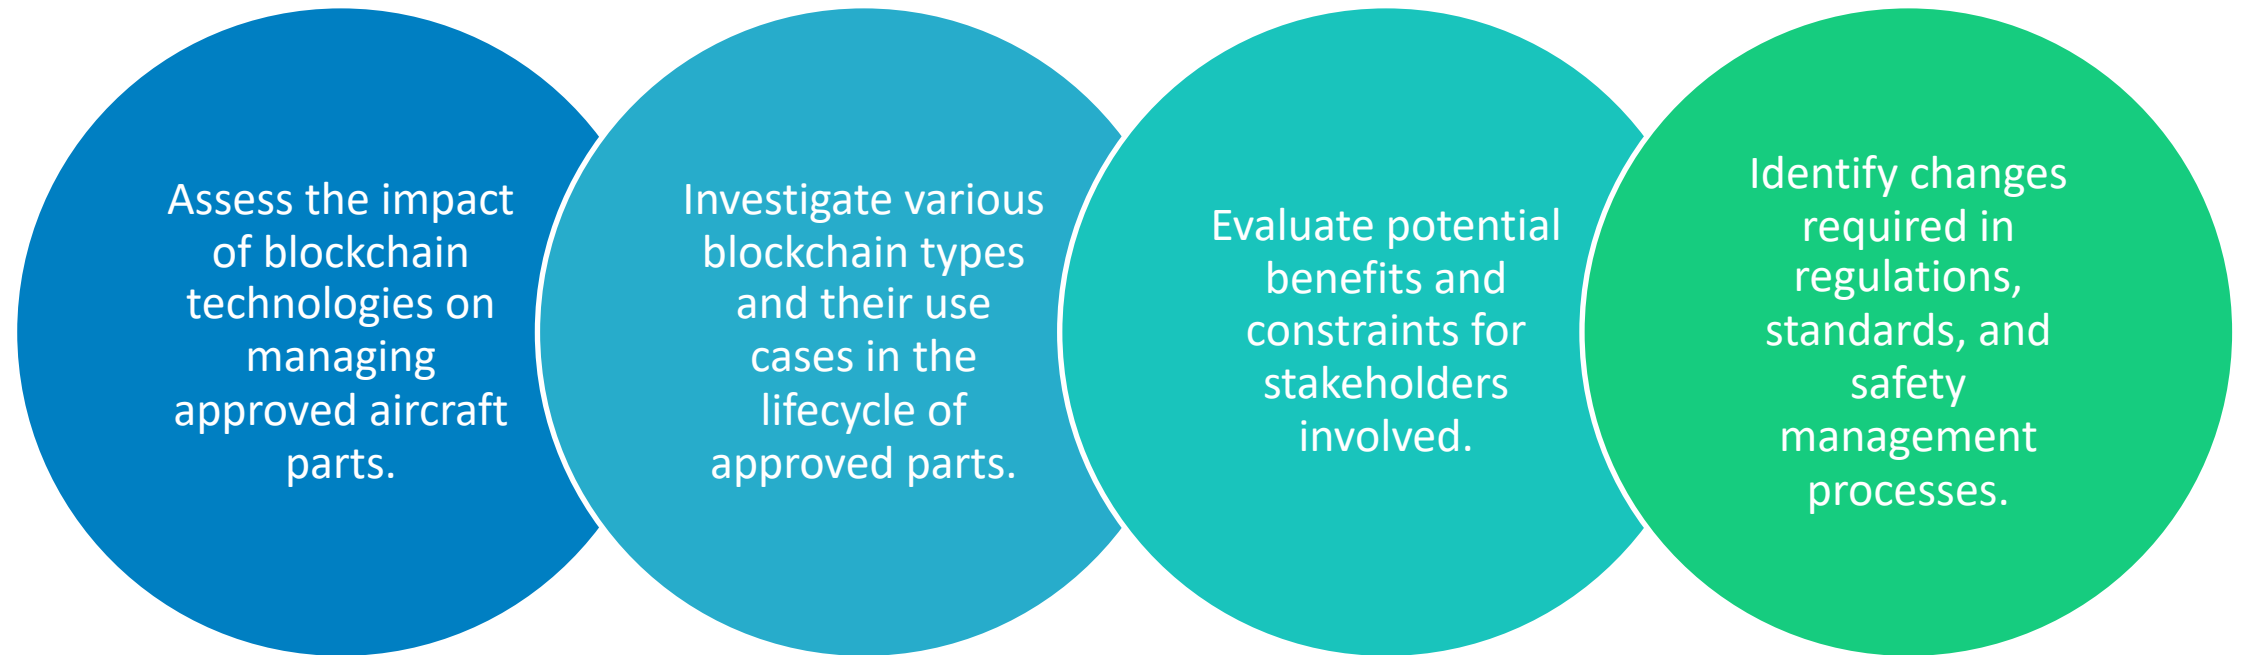 Assess the impact
of blockchain
technologies on
managing
approved aircraft
parts.
Investigate various
blockchain types
and their use
cases in the
lifecycle of
approved parts.
Evaluate potential
benefits and
constraints for
stakeholders
involved.
Identify changes
required in
regulations,
standards, and
safety
management
processes.